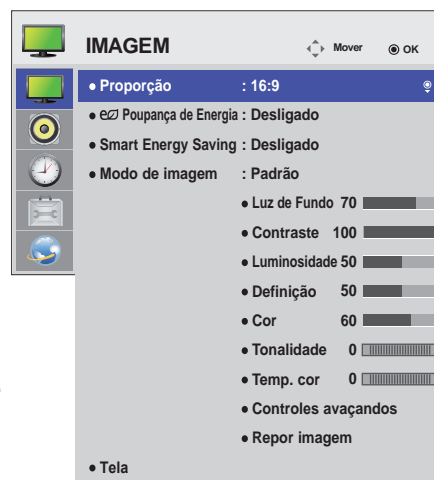 IMAGEM Mover OK
• Proporção : 16:9
• Poupança de Energia : Desligado
• Smart Energy Saving : Desligado
• Modo de imagem : Padrão
• Luz de Fundo 70
• Contraste 100
• Luminosidade 50
• Definição 50
• Cor 60
• Tonalidade 0
• Temp. cor 0
• Controles avaçandos
• Repor imagem
• Tela